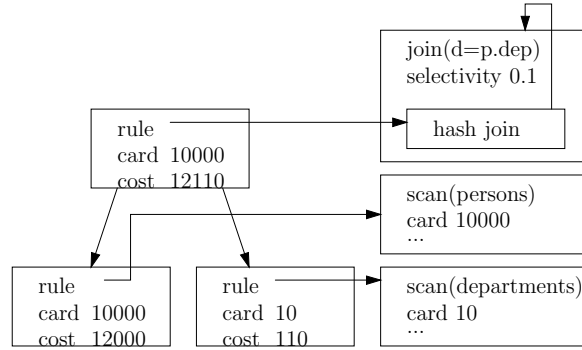 join(d=p.dep)
selectivity 0.1
hash join
rule
card 10000
cost 12110
scan(persons)
card 10000
...
rule
card 10000
cost 12000
rule
card 10
cost 110
scan(departments)
card 10
...